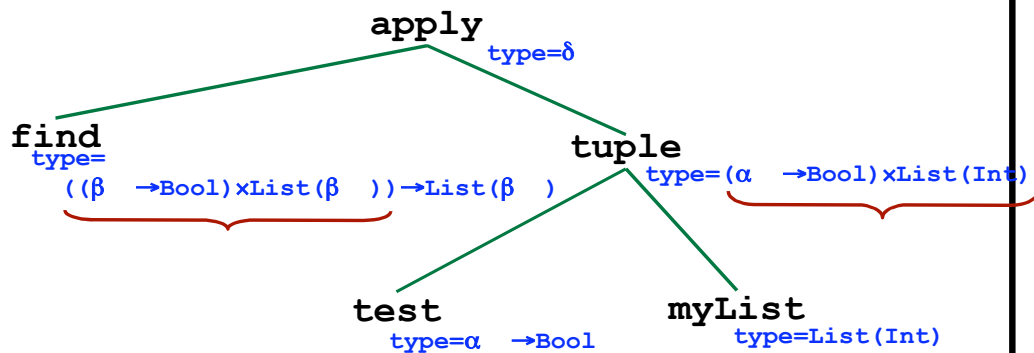 apply
type=δ
find
type=
((β →Bool)×List(β ))→List(β )
tuple
type=(α →Bool)×List(Int)
test
type=α →Bool
myList
type=List(Int)